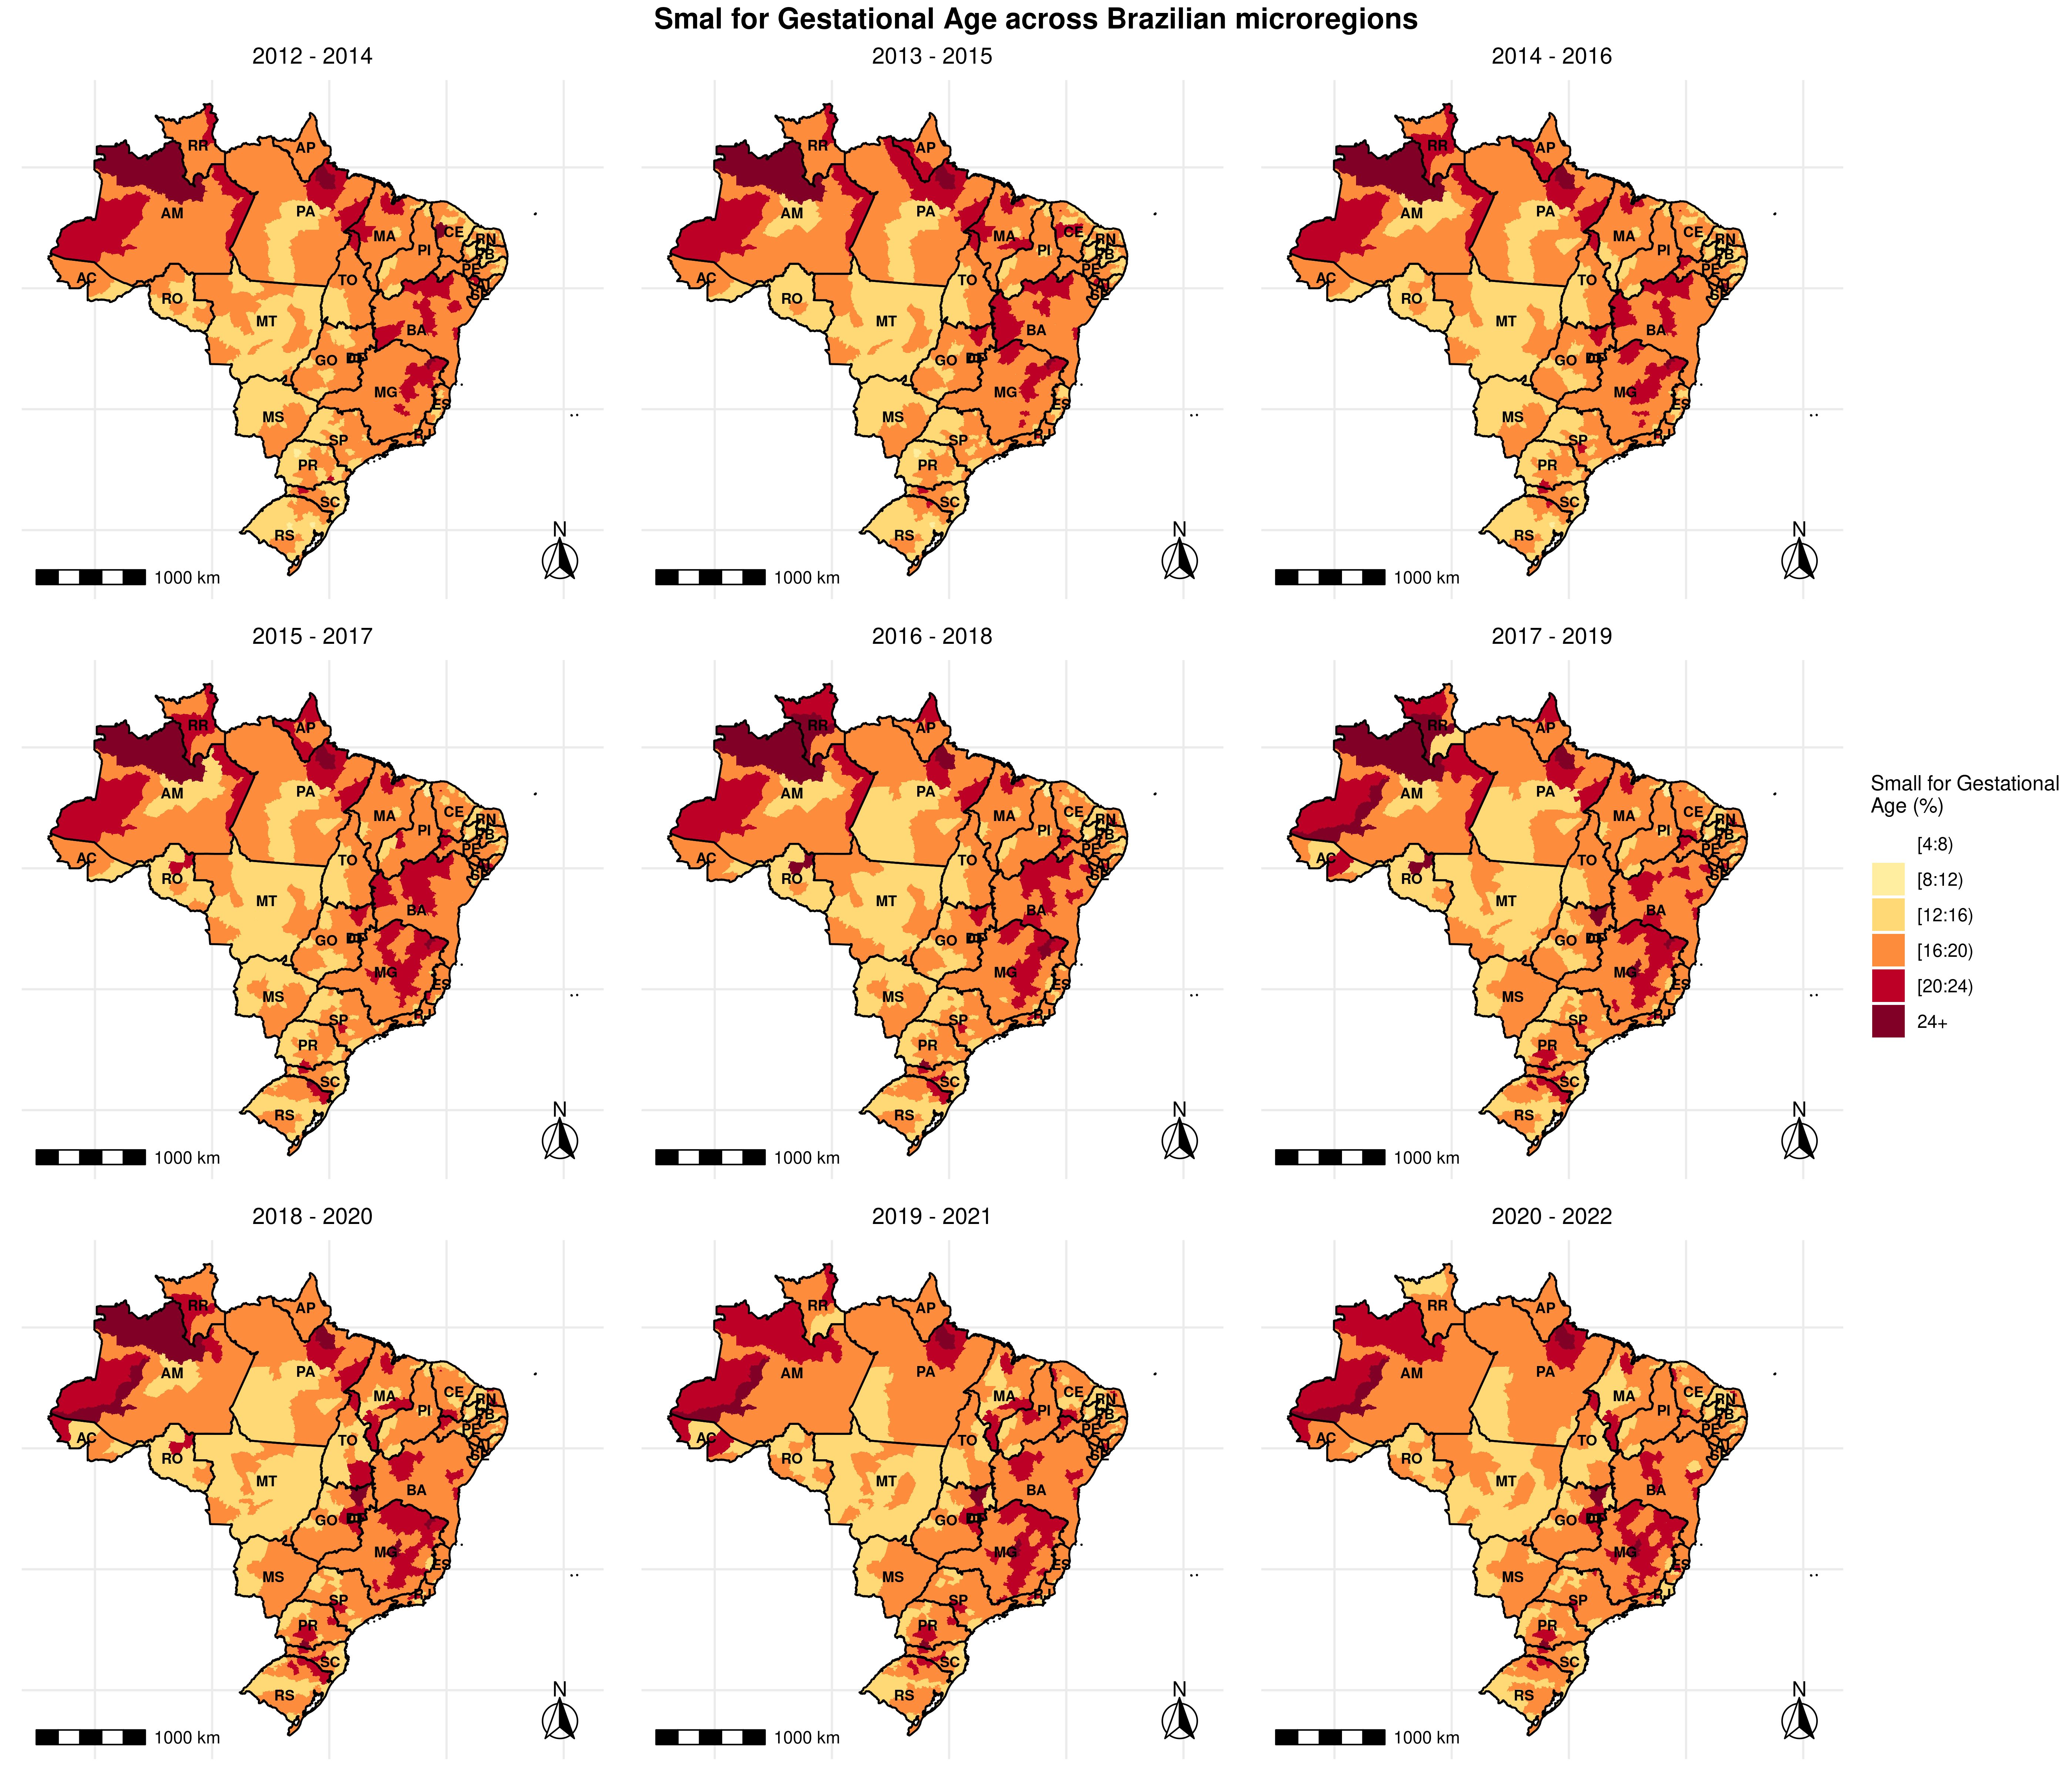 Smal for Gestational Age across Brazilian microregions
2012 - 2014
2013 - 2015
2014 - 2016
RR AP
AM PA MA CE RN
PB
PI PE
AC TO AL
SE
RO MT BA
GO DF
MG
MS ES
SP RJ
PR
SC
RS
N
1000 km
RR AP
AM PA MA CE RN
PB
PI PE
AC TO AL
SE
RO MT BA
GO DF
MG
MS ES
SP RJ
PR
SC
RS
N
1000 km
RR AP
AM PA MA CE RN
PB
PI PE
AC TO AL
SE
RO MT BA
GO DF
MG
MS ES
SP RJ
PR
SC
RS
N
1000 km
2015 - 2017
2016 - 2018
2017 - 2019
RR AP
AM PA MA CE RN
PB
PI PE
AC TO AL
SE
RO MT BA
GO DF
MG
MS ES
SP RJ
PR
SC
RS
N
1000 km
RR AP
AM PA MA CE RN
PB
PI PE
AC TO AL
SE
RO MT BA
GO DF
MG
MS ES
SP RJ
PR
SC
RS
N
1000 km
RR AP
AM PA MA CE RN
PB
PI PE
AC TO AL
SE
RO MT BA
GO DF
MG
MS ES
SP RJ
PR
SC
RS
N
1000 km
Small for Gestational
Age (%)
[4:8)
[8:12)
[12:16)
[16:20)
[20:24)
24+
2018 - 2020
2019 - 2021
2020 - 2022
RR AP
AM PA MA CE RN
PB
PI PE
AC TO AL
SE
RO MT BA
GO DF
MG
MS ES
SP RJ
PR
SC
RS
N
1000 km
RR AP
AM PA MA CE RN
PB
PI PE
AC TO AL
SE
RO MT BA
GO DF
MG
MS ES
SP RJ
PR
SC
RS
N
1000 km
RR AP
AM PA MA CE RN
PB
PI PE
AC TO AL
SE
RO MT BA
GO DF
MG
MS ES
SP RJ
PR
SC
RS
N
1000 km